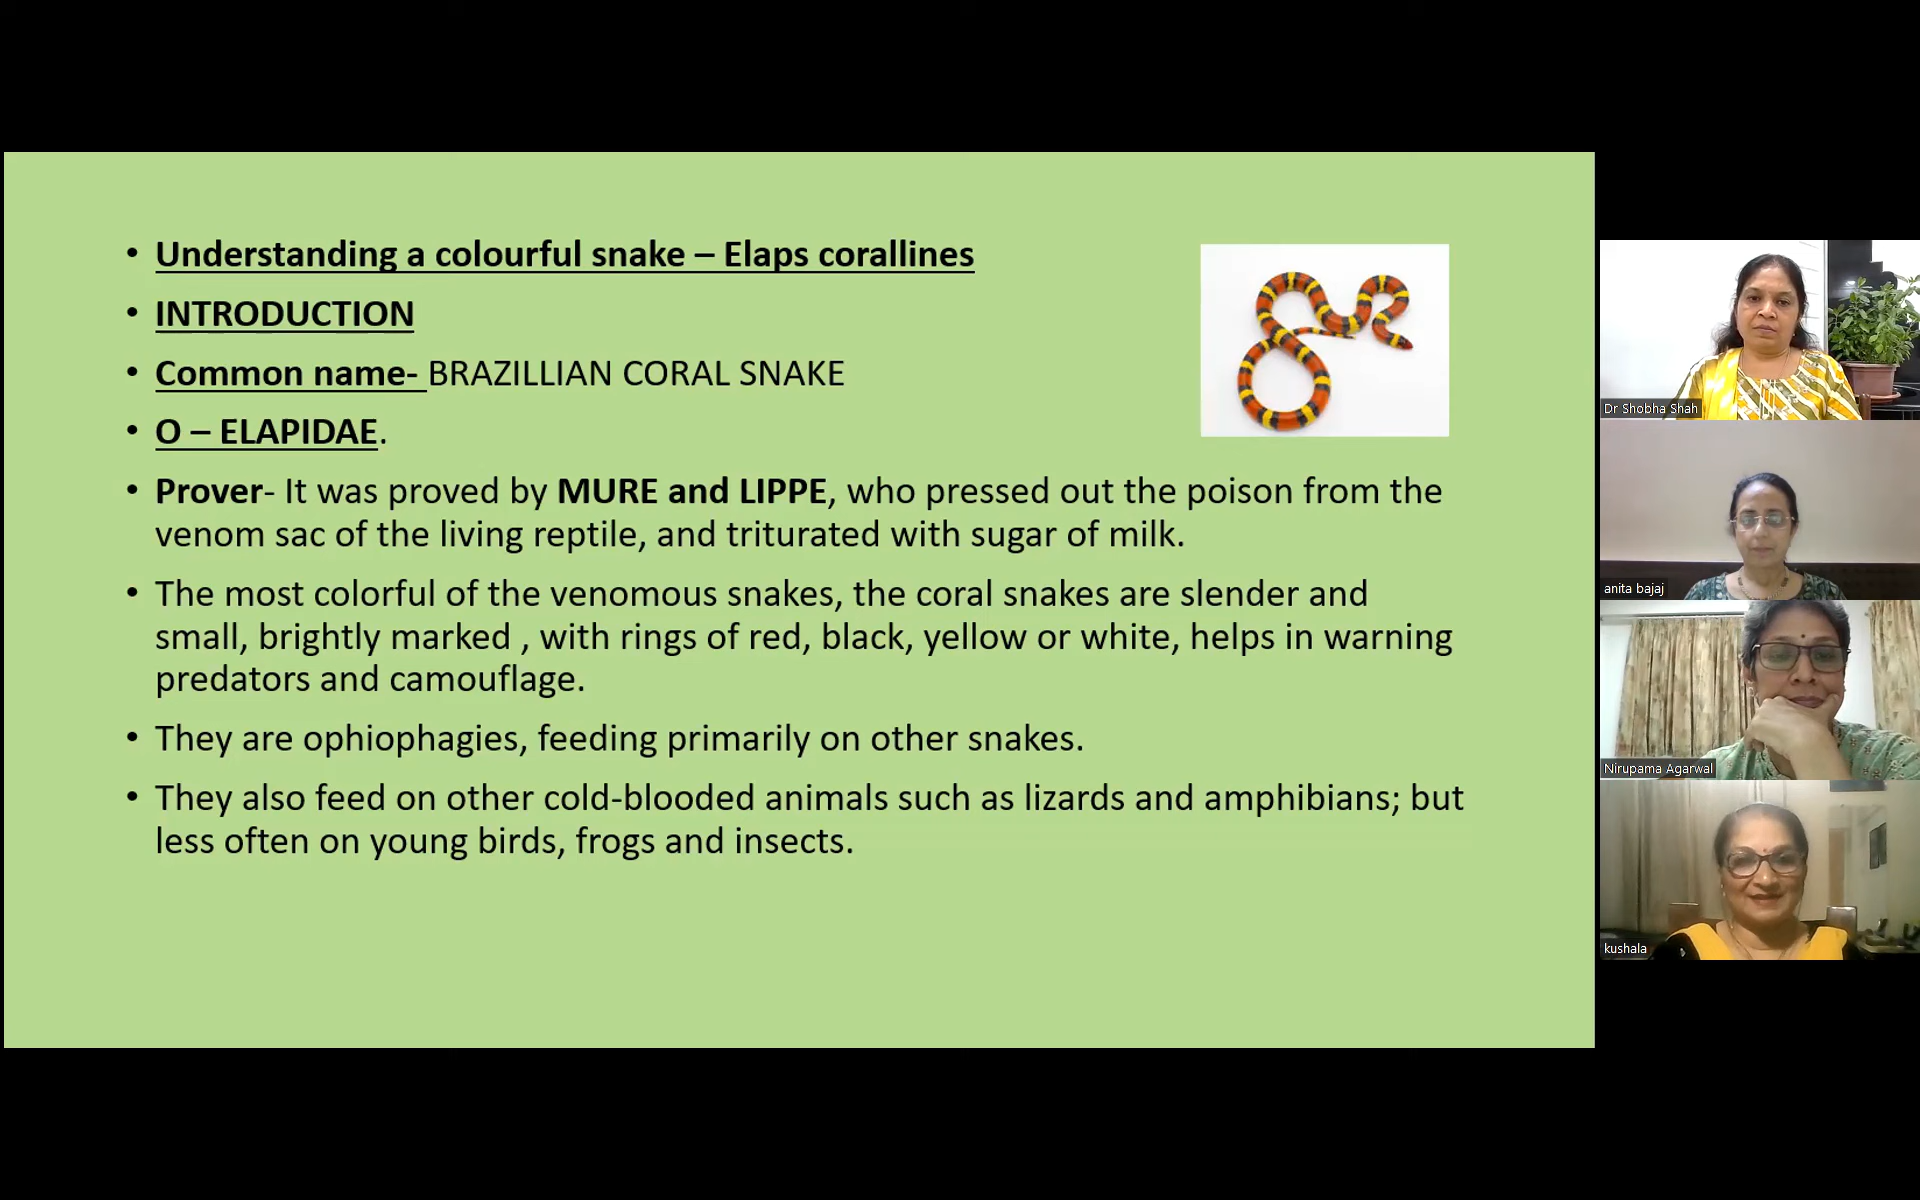 • Understanding a colourful snake – Elaps corallines
• INTRODUCTION
• Common name- BRAZILLIAN CORAL SNAKE
• O – ELAPIDAE.
• Prover- It was proved by MURE and LIPPE, who pressed out the poison from the
venom sac of the living reptile, and triturated with sugar of milk.
• The most colorful of the venomous snakes, the coral snakes are slender and
small, brightly marked , with rings of red, black, yellow or white, helps in warning
predators and camouflage.
• They are ophiophagies, feeding primarily on other snakes.
• They also feed on other cold-blooded animals such as lizards and amphibians; but
less often on young birds, frogs and insects.
Dr Shobha Shah
anita bajaj
Nirupama Agarwal
kushala